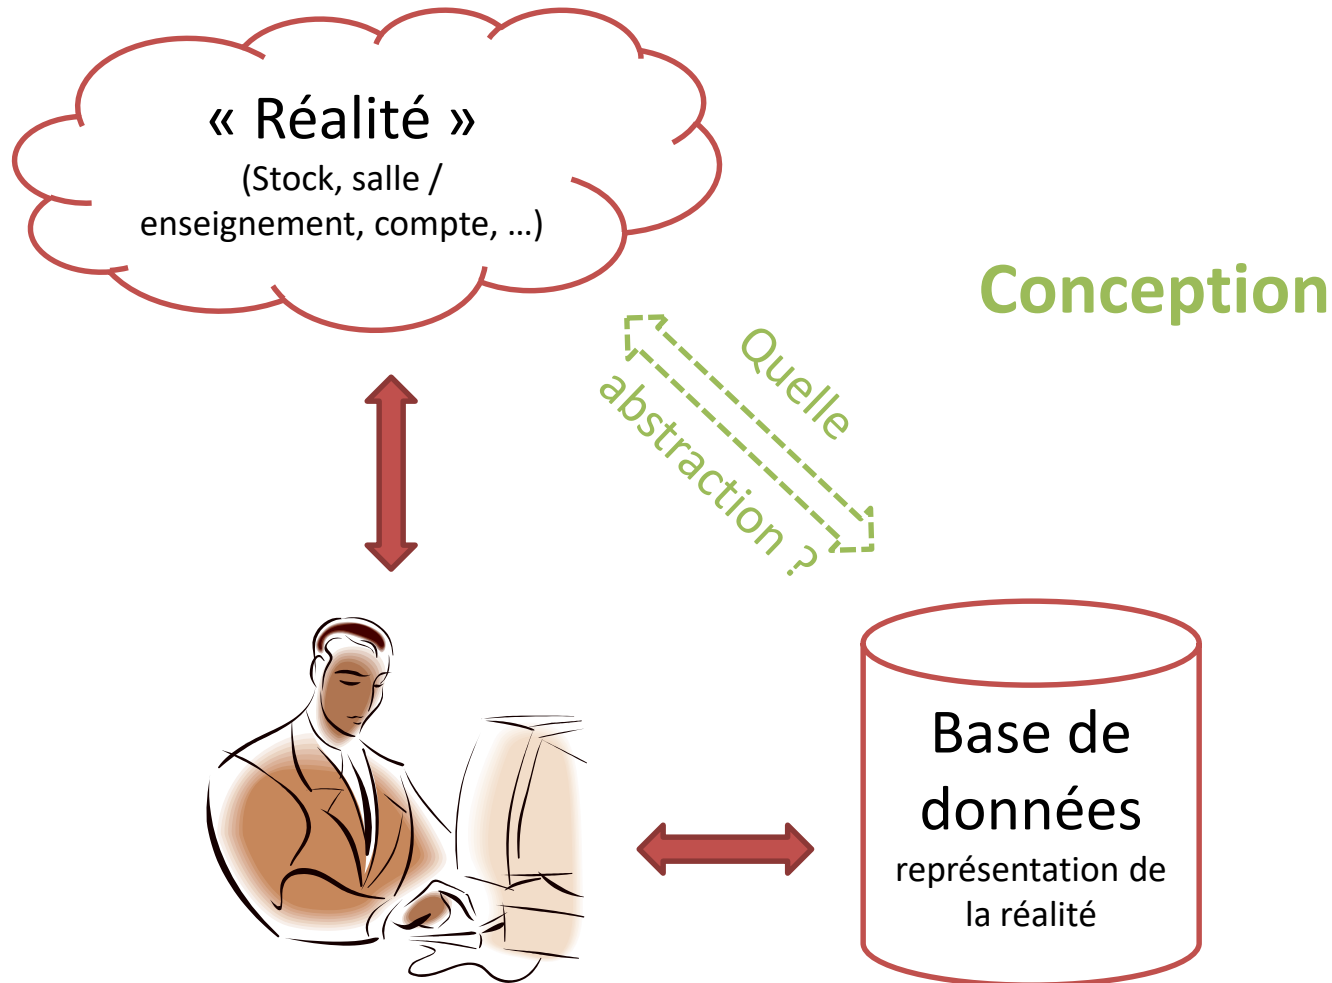 « Réalité »
(Stock, salle /
enseignement, compte, …)
Conception
Quelle
abstraction ?
Base de
données
représentation de
la réalité